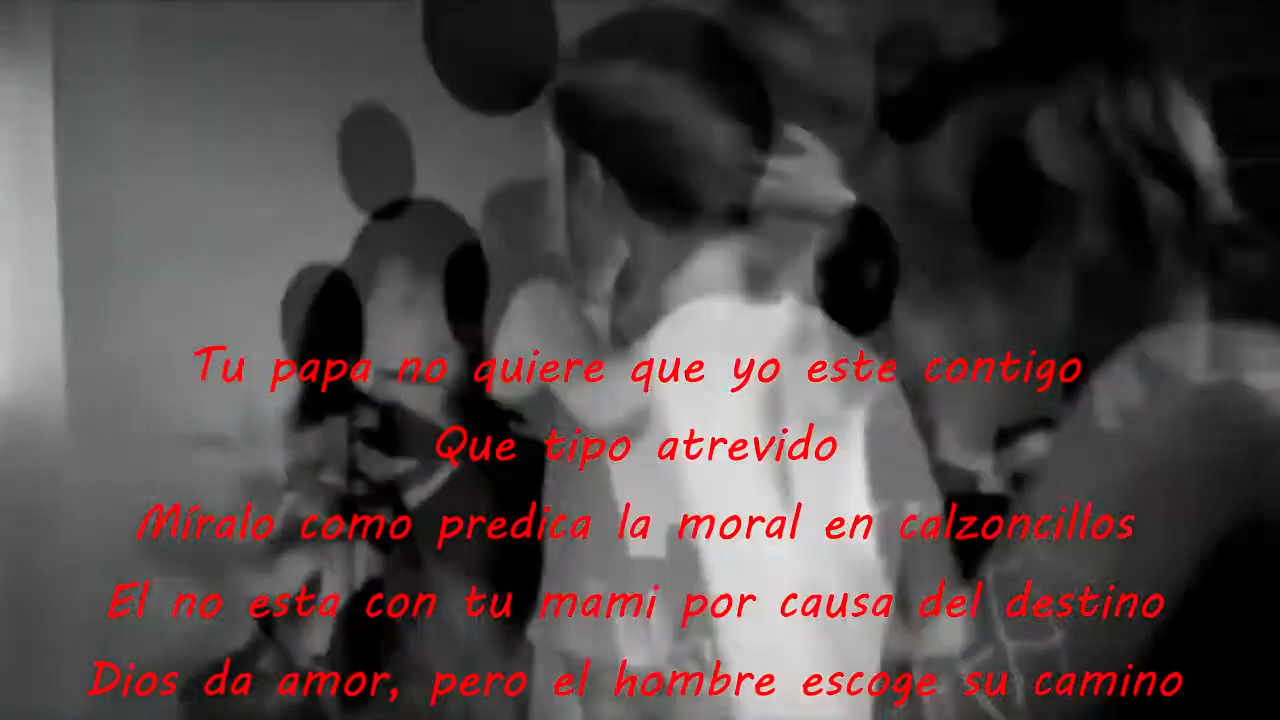 Tu papa no quiere que yo este contigo
Que tipo atrevido
Míralo como predica la moral en calzoncillos
El no esta con tu mami por causa del destino
Dios da amor, pero el hombre escoge su camino